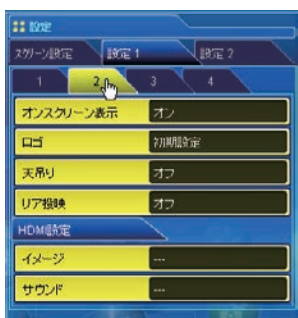 設定
スクリーン設定 設定 1 設定 2
1 2 3 4
オンスクリーン表示 オン
ロゴ 初期設定
天吊り オフ
リア投映 オフ
HDMI設定
イメージ ---
サウンド ---